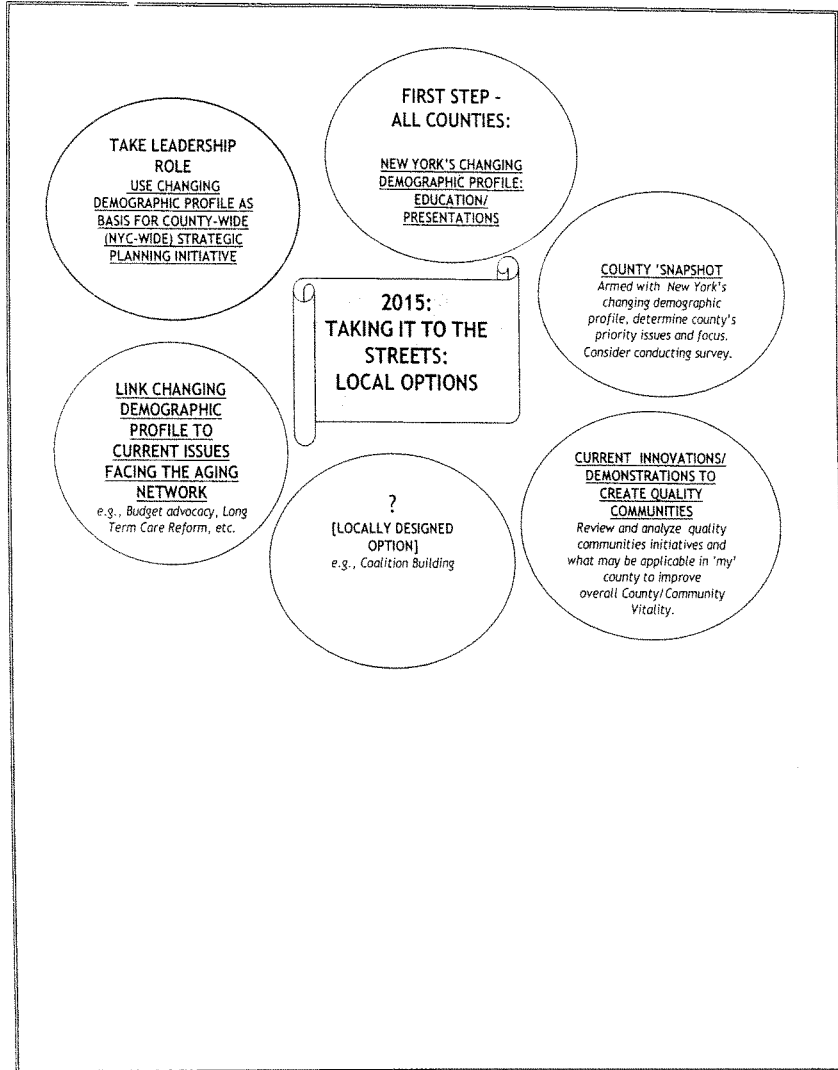 FIRST STEP -
ALL COUNTIES:
NEW YORK'S CHANGING
DEMOGRAPHIC PROFILE:
EDUCATION/
PRESENTATIONS
TAKE LEADERSHIP
ROLE
USE CHANGING
DEMOGRAPHIC PROFILE AS
BASIS FOR COUNTY-WIDE
(NYC-WIDE) STRATEGIC
PLANNING INITIATIVE
COUNTY 'SNAPSHOT
Armed with New York's
changing demographic
profile, determine county's
priority issues and focus.
Consider conducting survey.
2015:
TAKING IT TO THE
STREETS:
LOCAL OPTIONS
LINK CHANGING
DEMOGRAPHIC
PROFILE TO
CURRENT ISSUES
FACING THE AGING
NETWORK
e.g., Budget advocacy, Long
Term Care Reform, etc.
?
[LOCALLY DESIGNED
OPTION]
e.g., Coalition Building
CURRENT INNOVATIONS/
DEMONSTRATIONS TO
CREATE QUALITY
COMMUNITIES
Review and analyze quality
communities initiatives and
what may be applicable in 'my'
county to improve
overall County/Community
Vitality.